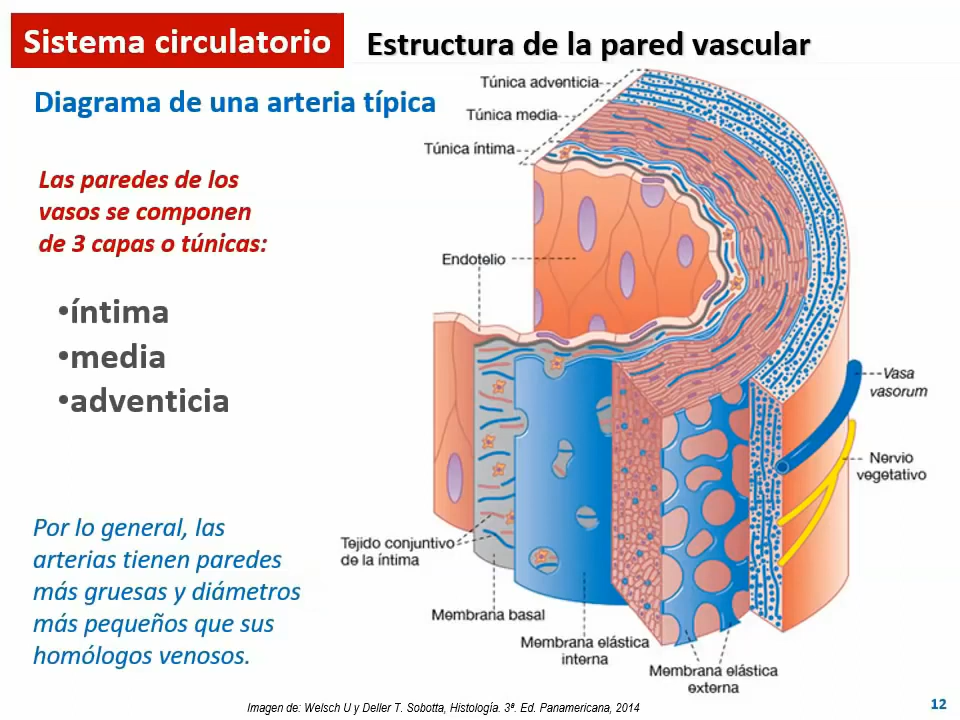 Sistema circulatorio
Estructura de la pared vascular
Diagrama de una arteria típica
Las paredes de los
vasos se componen
de 3 capas o túnicas:
•íntima
•media
•adventicia
Por lo general, las
arterias tienen paredes
más gruesas y diámetros
más pequeños que sus
homólogos venosos.
Túnica adventicia
Túnica media
Túnica íntima
Endotelio
Vasa
vasorum
Nervio
vegetativo
Tejido conjuntivo
de la íntima
Membrana basal
Membrana elástica
interna
Membrana elástica
externa
Imagen de: Welsch U y Deller T. Sobotta, Histología. 3ª. Ed. Panamericana, 2014
12